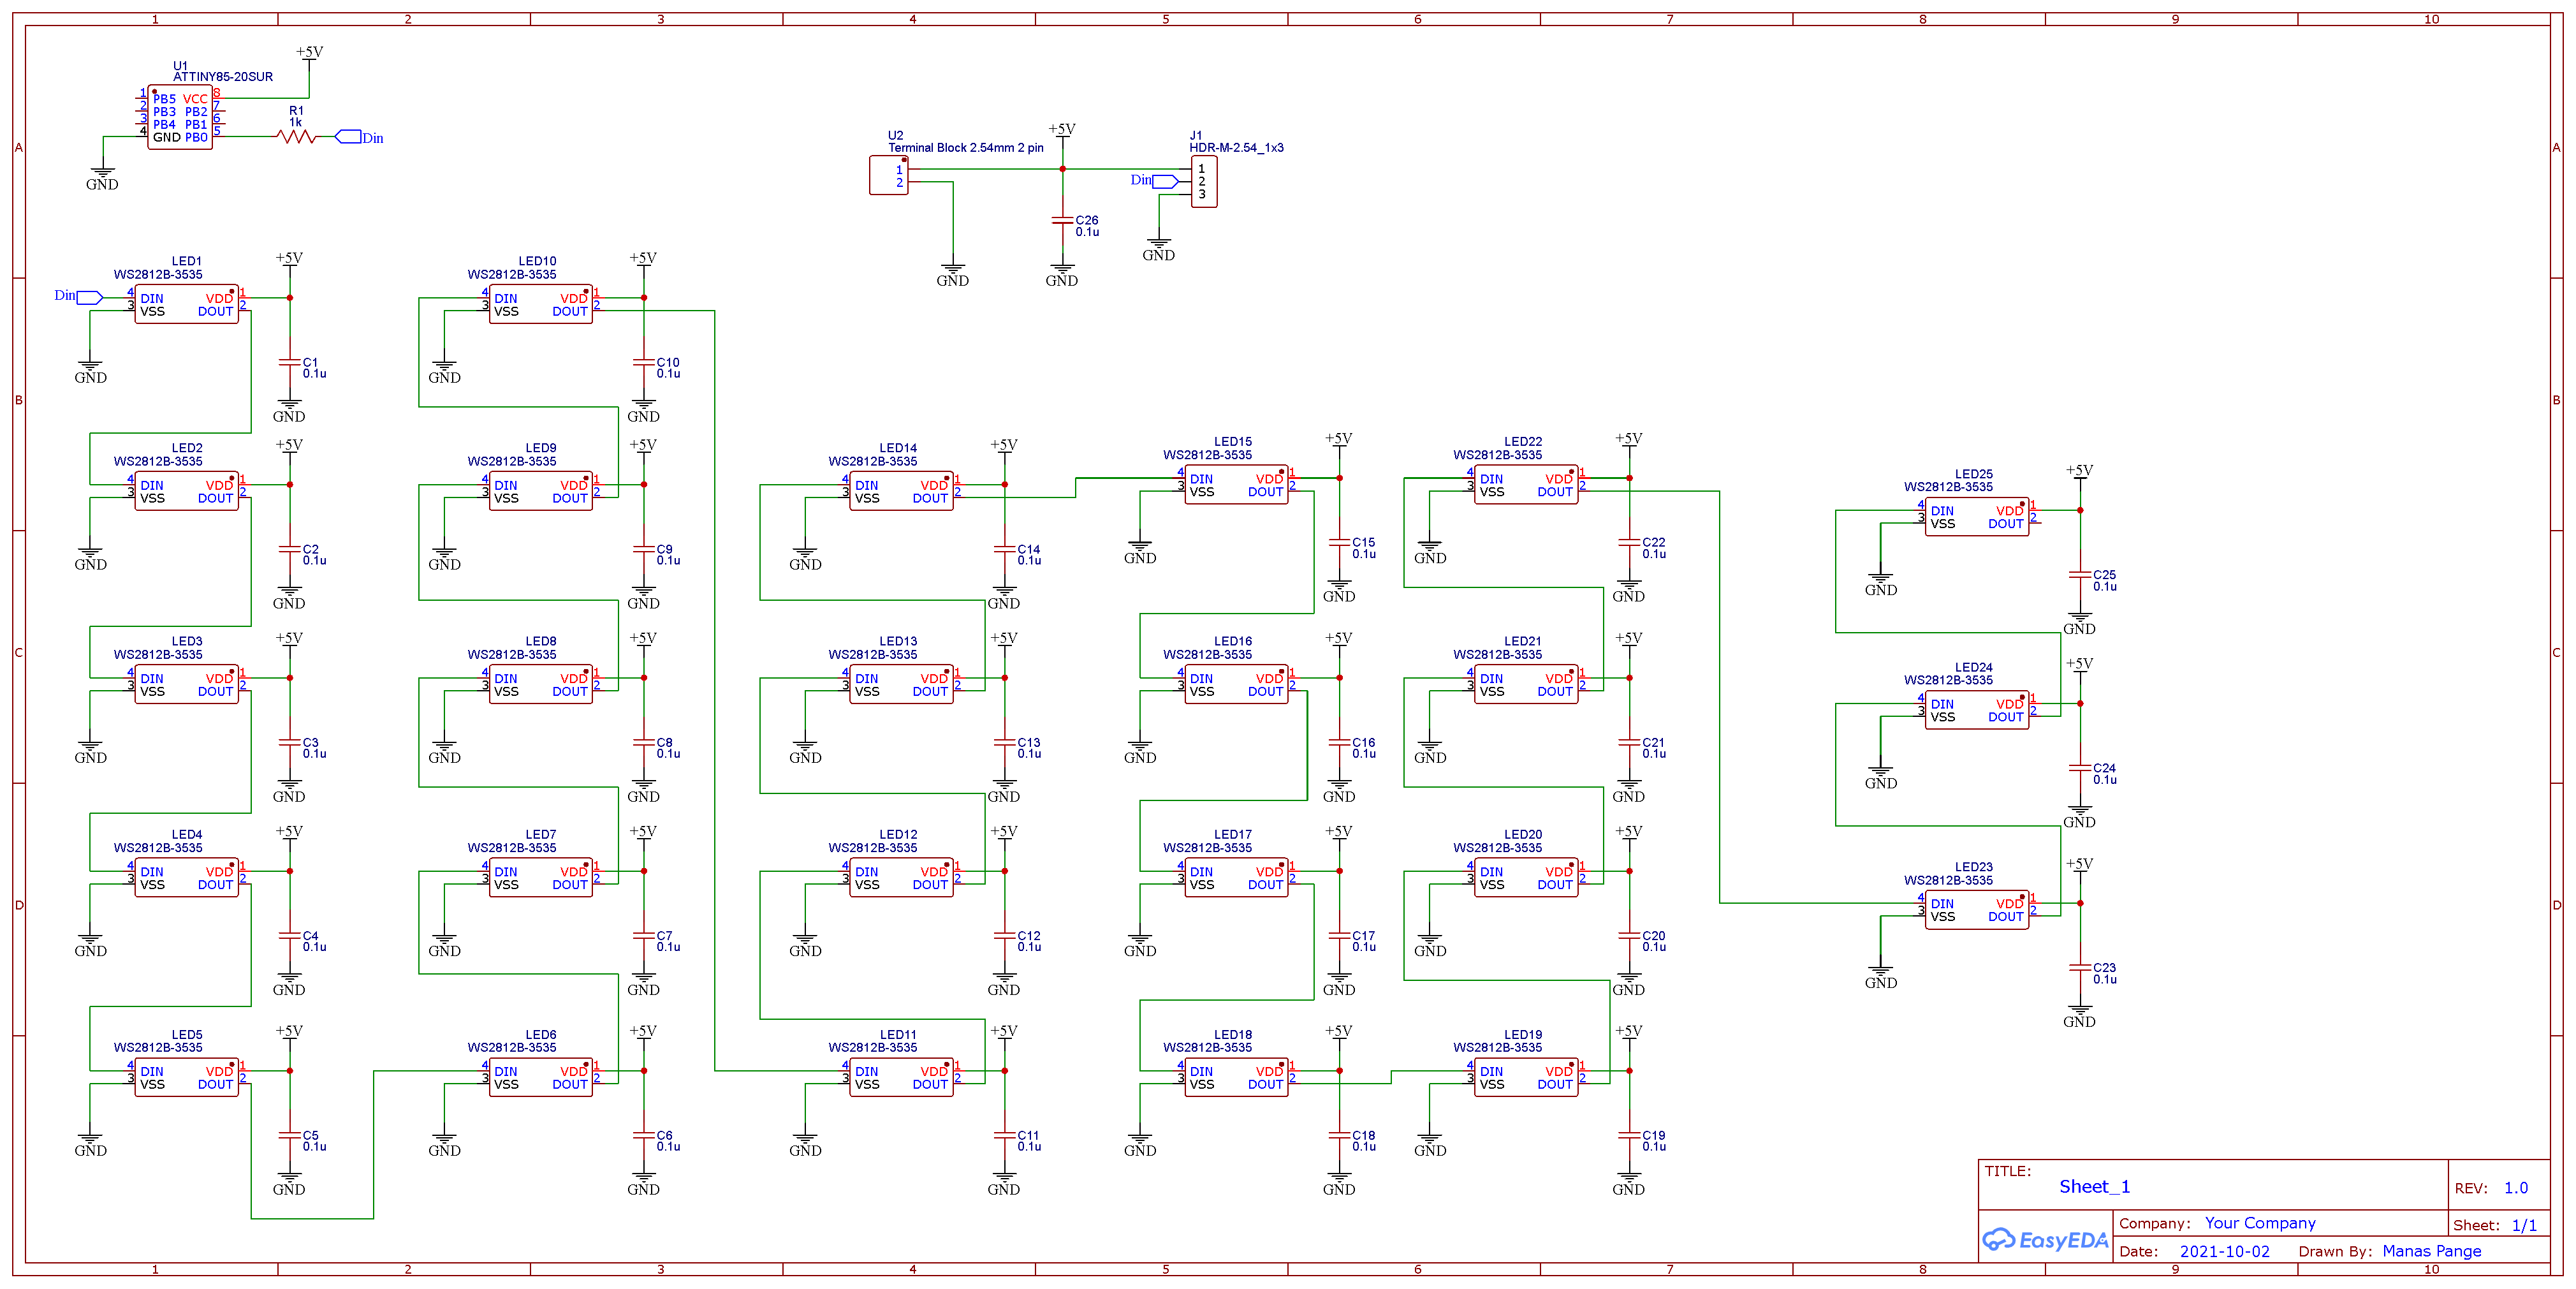 1 2 3 4 5 6 7 8 9 10
A A
B B
C C
D D
+5V
U1
ATTINY85-20SUR
1 PB5 VCC 8
2 PB3 PB2 7
3 PB4 PB1 6
4 GND PB0 5
R1
1k
Din
GND
U2
Terminal Block 2.54mm 2 pin
1
2
+5V
J1
HDR-M-2.54_1x3
Din
1
2
3
C26
0.1u
GND
GND
GND
LED1
WS2812B-3535
+5V
Din
4 DIN VDD 1
3 VSS DOUT 2
C1
0.1u
GND
GND
LED2
WS2812B-3535
+5V
4 DIN VDD 1
3 VSS DOUT 2
C2
0.1u
GND
GND
LED3
WS2812B-3535
+5V
4 DIN VDD 1
3 VSS DOUT 2
C3
0.1u
GND
GND
LED4
WS2812B-3535
+5V
4 DIN VDD 1
3 VSS DOUT 2
C4
0.1u
GND
GND
LED5
WS2812B-3535
+5V
4 DIN VDD 1
3 VSS DOUT 2
C5
0.1u
GND
GND
LED10
WS2812B-3535
+5V
4 DIN VDD 1
3 VSS DOUT 2
C10
0.1u
GND
GND
LED9
WS2812B-3535
+5V
4 DIN VDD 1
3 VSS DOUT 2
C9
0.1u
GND
GND
LED8
WS2812B-3535
+5V
4 DIN VDD 1
3 VSS DOUT 2
C8
0.1u
GND
GND
LED7
WS2812B-3535
+5V
4 DIN VDD 1
3 VSS DOUT 2
C7
0.1u
GND
GND
LED6
WS2812B-3535
+5V
4 DIN VDD 1
3 VSS DOUT 2
C6
0.1u
GND
GND
LED14
WS2812B-3535
+5V
4 DIN VDD 1
3 VSS DOUT 2
C14
0.1u
GND
GND
LED13
WS2812B-3535
+5V
4 DIN VDD 1
3 VSS DOUT 2
C13
0.1u
GND
GND
LED12
WS2812B-3535
+5V
4 DIN VDD 1
3 VSS DOUT 2
C12
0.1u
GND
GND
LED11
WS2812B-3535
+5V
4 DIN VDD 1
3 VSS DOUT 2
C11
0.1u
GND
GND
LED15
WS2812B-3535
+5V
4 DIN VDD 1
3 VSS DOUT 2
C15
0.1u
GND
GND
LED16
WS2812B-3535
+5V
4 DIN VDD 1
3 VSS DOUT 2
C16
0.1u
GND
GND
LED17
WS2812B-3535
+5V
4 DIN VDD 1
3 VSS DOUT 2
C17
0.1u
GND
GND
LED18
WS2812B-3535
+5V
4 DIN VDD 1
3 VSS DOUT 2
C18
0.1u
GND
GND
LED22
WS2812B-3535
+5V
4 DIN VDD 1
3 VSS DOUT 2
C22
0.1u
GND
GND
LED21
WS2812B-3535
+5V
4 DIN VDD 1
3 VSS DOUT 2
C21
0.1u
GND
GND
LED20
WS2812B-3535
+5V
4 DIN VDD 1
3 VSS DOUT 2
C20
0.1u
GND
GND
LED19
WS2812B-3535
+5V
4 DIN VDD 1
3 VSS DOUT 2
C19
0.1u
GND
GND
LED25
WS2812B-3535
+5V
4 DIN VDD 1
3 VSS DOUT 2
C25
0.1u
GND
GND
LED24
WS2812B-3535
+5V
4 DIN VDD 1
3 VSS DOUT 2
C24
0.1u
GND
GND
LED23
WS2812B-3535
+5V
4 DIN VDD 1
3 VSS DOUT 2
C23
0.1u
GND
GND
TITLE:
Sheet_1
REV: 1.0
EasyEDA
Company: Your Company
Sheet: 1/1
Date: 2021-10-02 Drawn By: Manas Pange
1 2 3 4 5 6 7 8 9 10